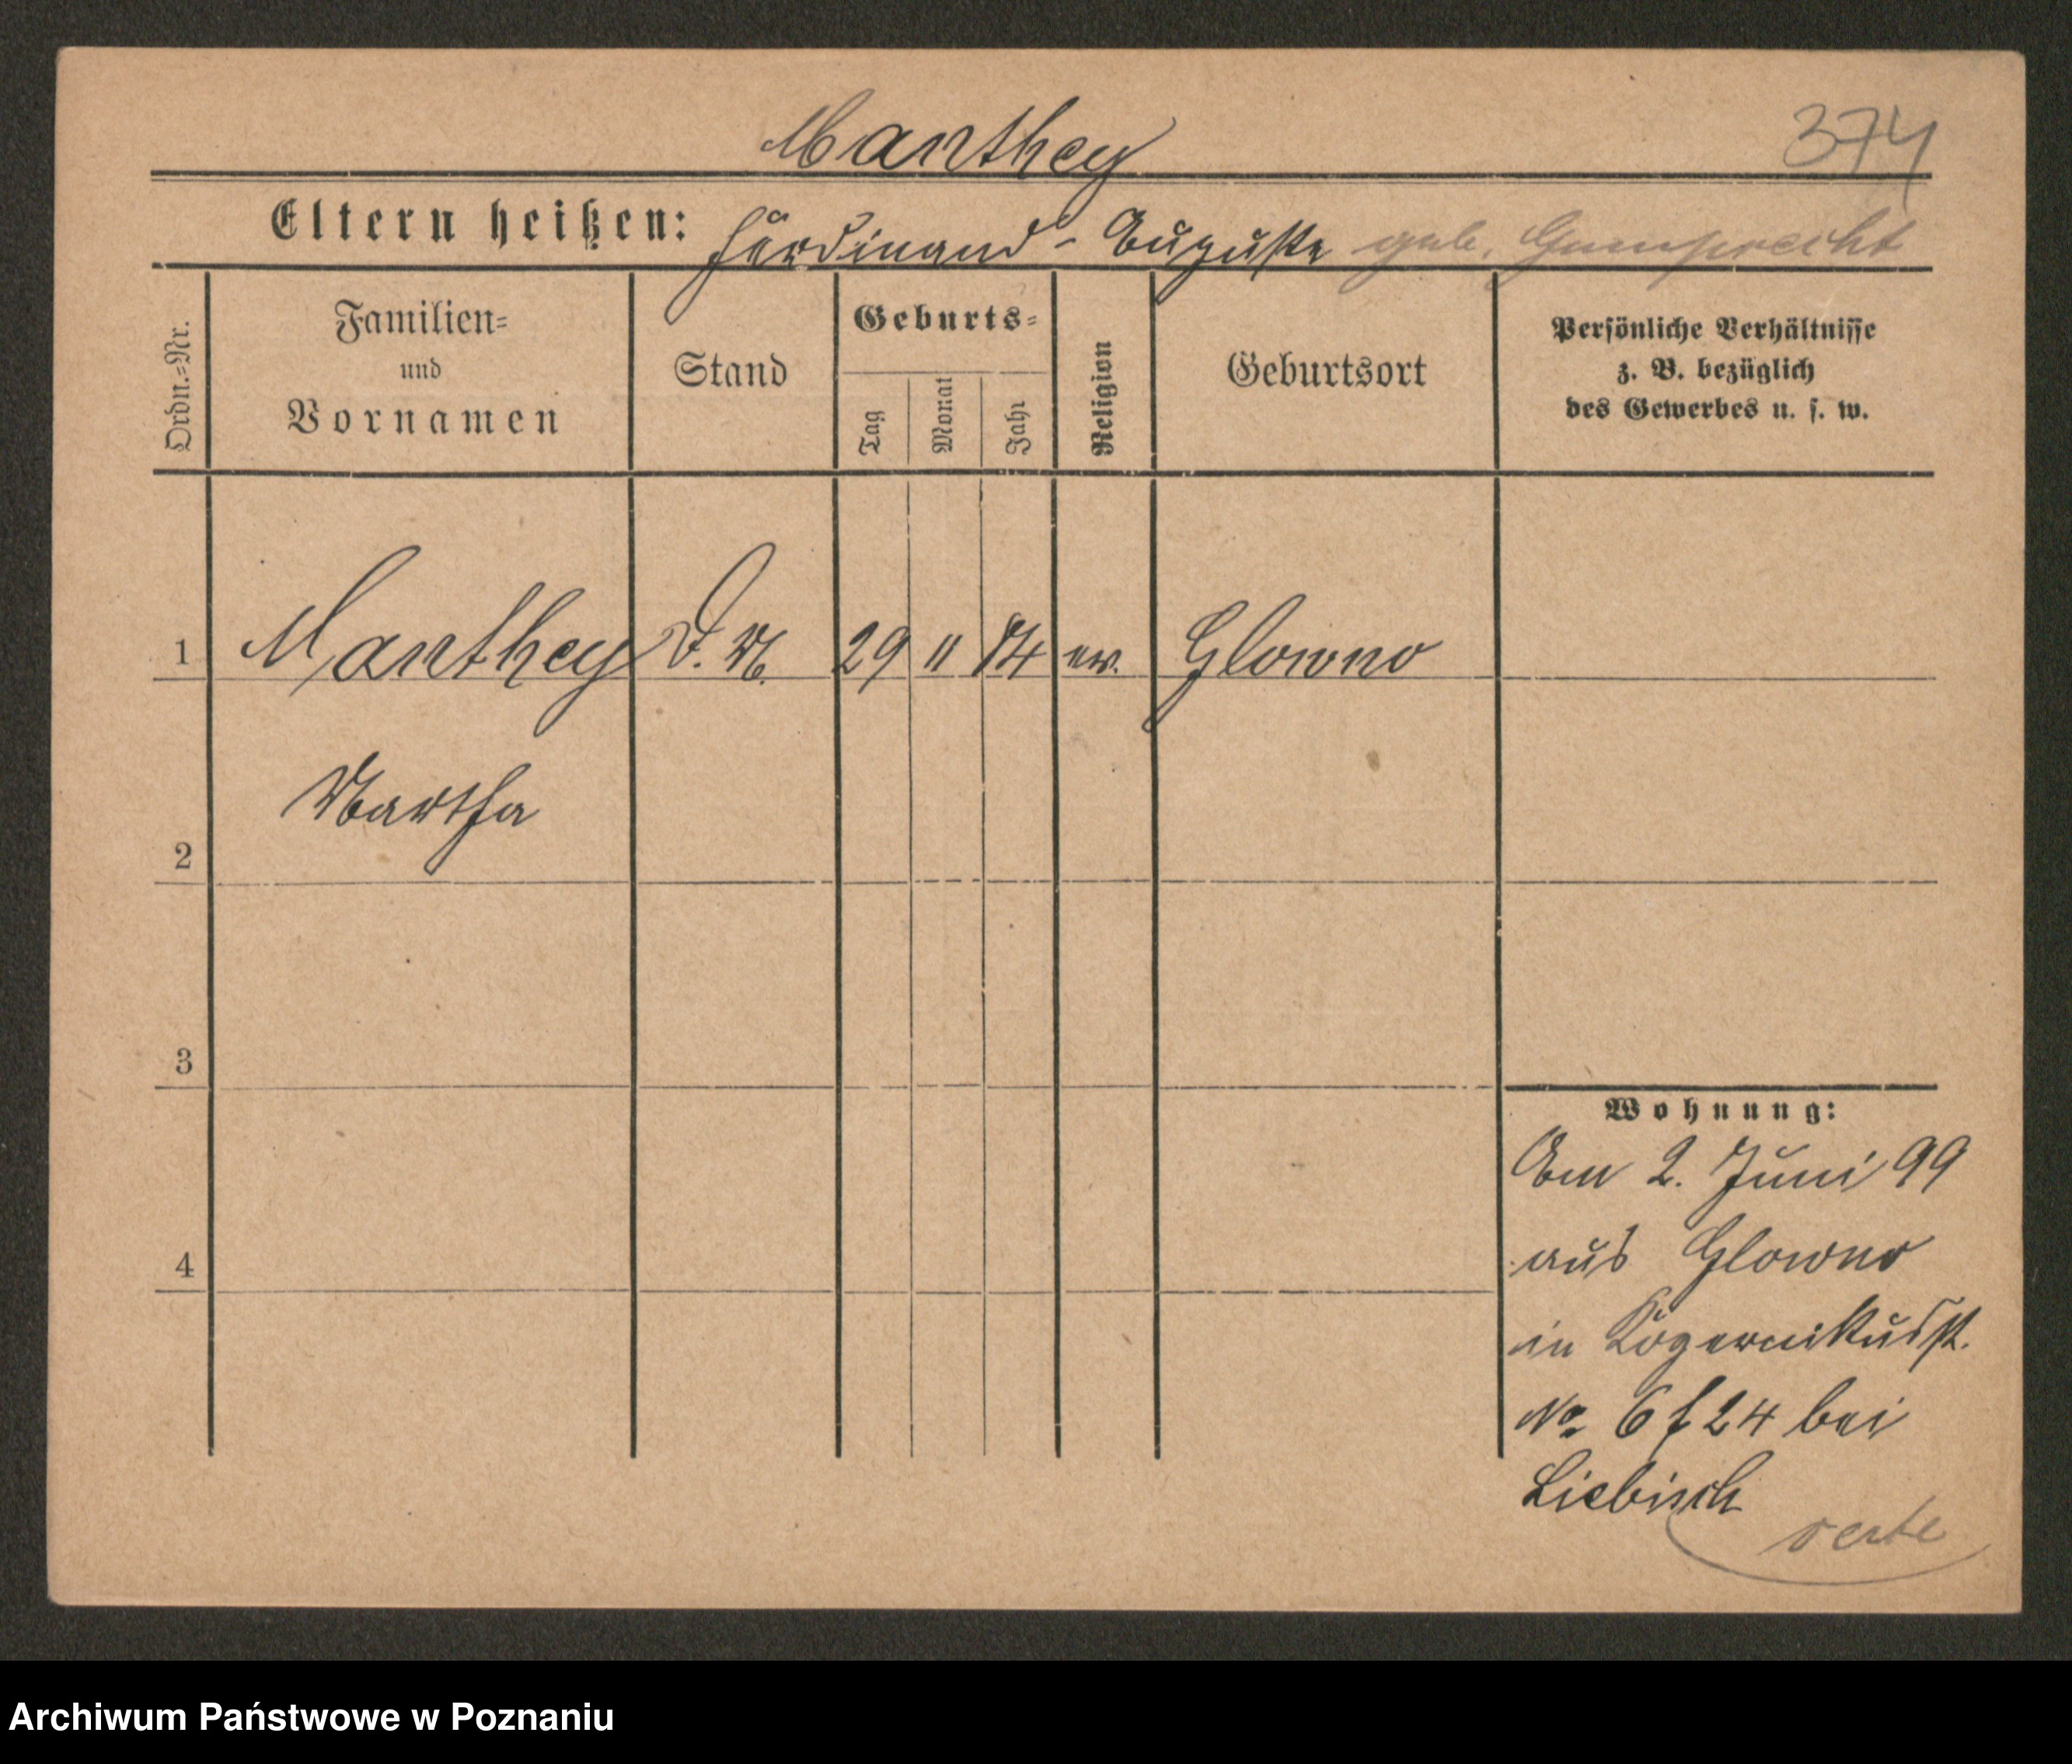 Manthey
374
Eltern heißen: Ferdinand - Auguste geb. Gumprecht
Ordn.=Nr.
Familien=
und
Vornamen
Stand
Geburts=
Tag
Monat
Jahr
Religion
Geburtsort
Persönliche Verhältnisse
z. B. bezüglich
des Gewerbes u. s. w.
1 Manthey D. M. 29 11 84 ev. Glowno
Martha
2
3
4
Wohnung:
Am 2. Juni 99
aus Glowno
in
No 6 f 24 bei
Liebisch
verte
Archiwum Państwowe w Poznaniu